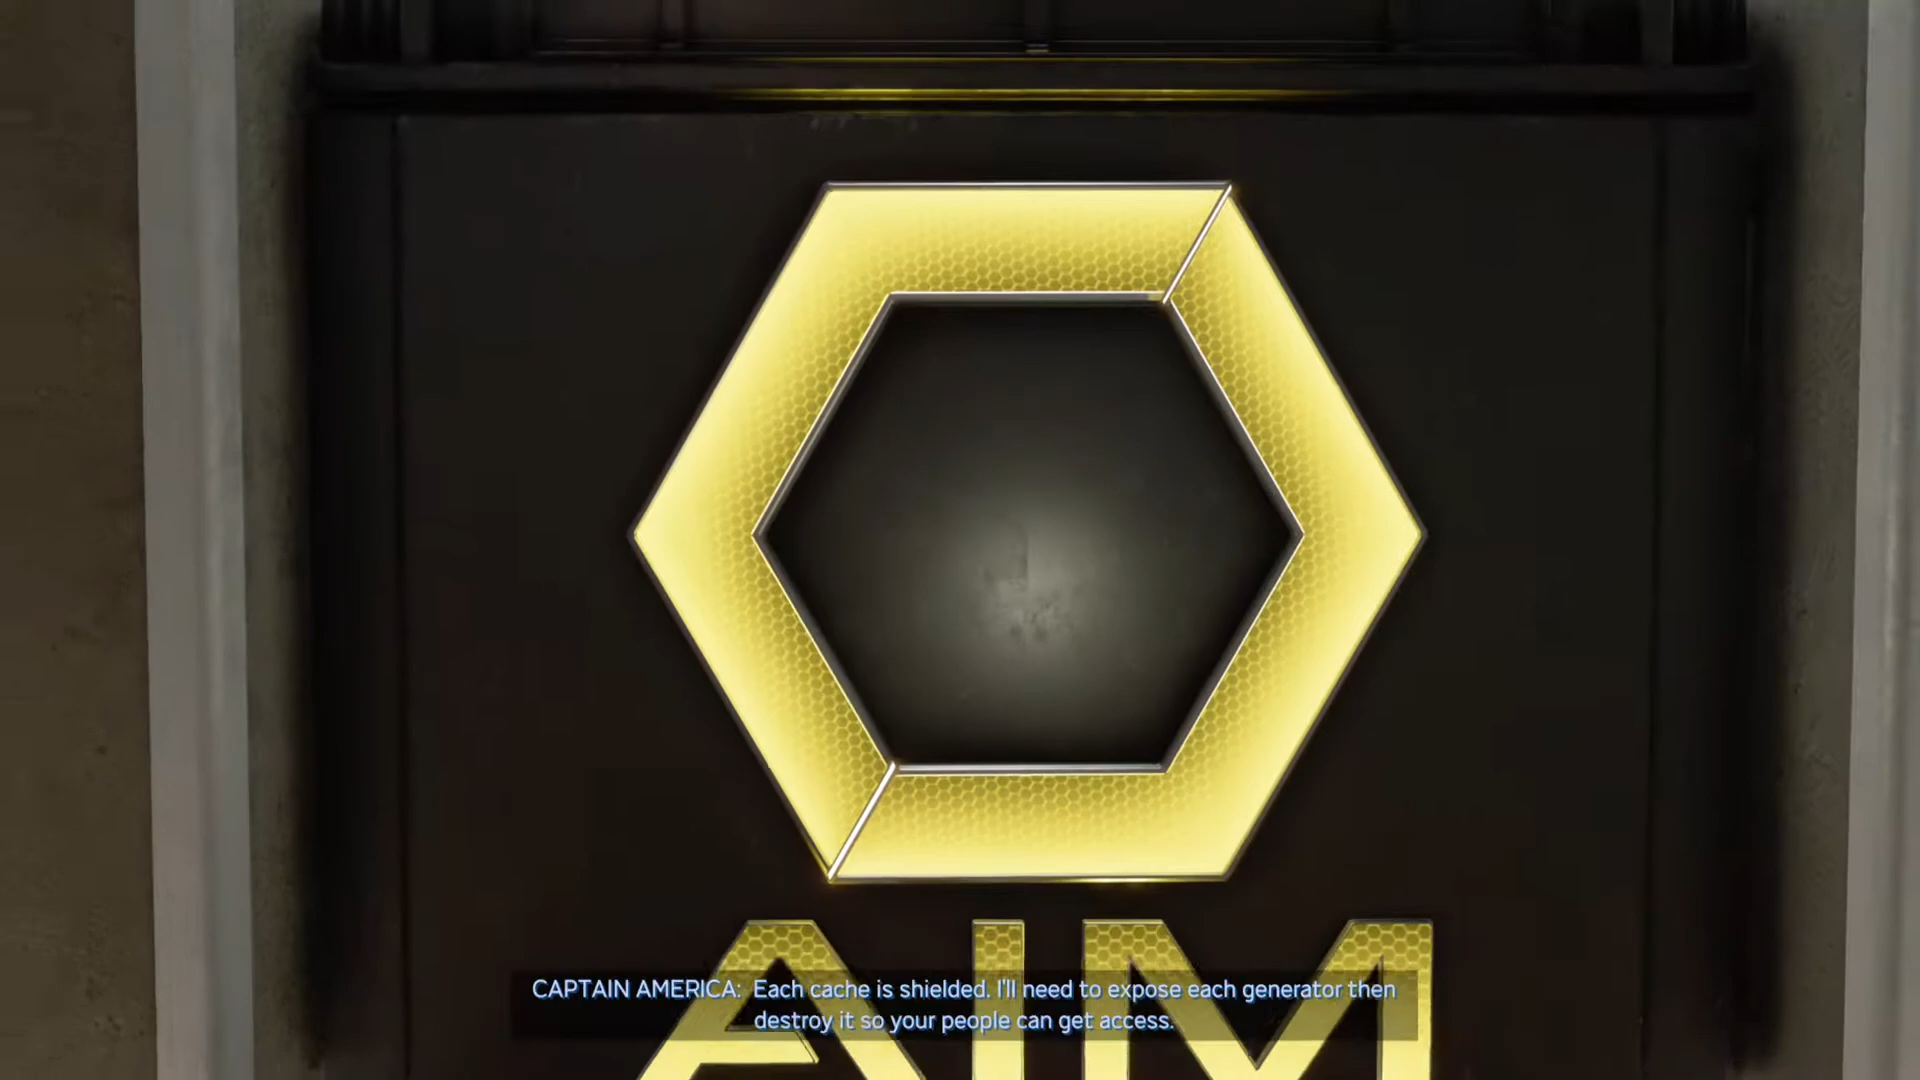 AIM
CAPTAIN AMERICA: Each cache is shielded. I'll need to expose each generator then
destroy it so your people can get access.